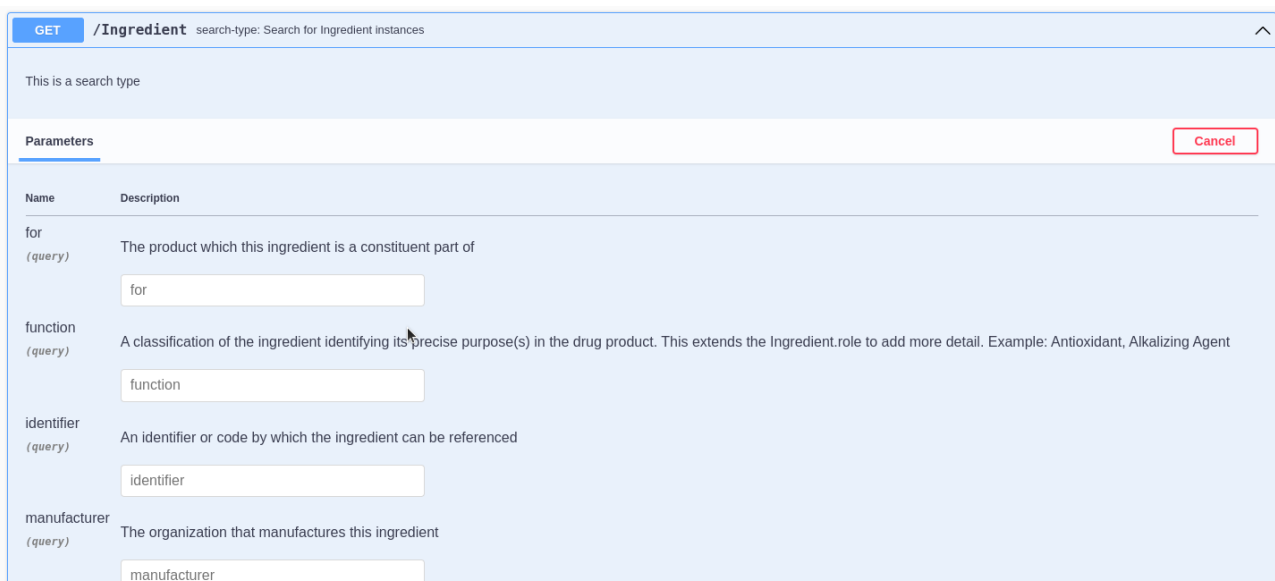 GET /Ingredient search-type: Search for Ingredient instances
This is a search type
Parameters Cancel
Name Description
for
(query)
The product which this ingredient is a constituent part of
for
function
(query)
A classification of the ingredient identifying its precise purpose(s) in the drug product. This extends the Ingredient.role to add more detail. Example: Antioxidant, Alkalizing Agent
function
identifier
(query)
An identifier or code by which the ingredient can be referenced
identifier
manufacturer
(query)
The organization that manufactures this ingredient
manufacturer